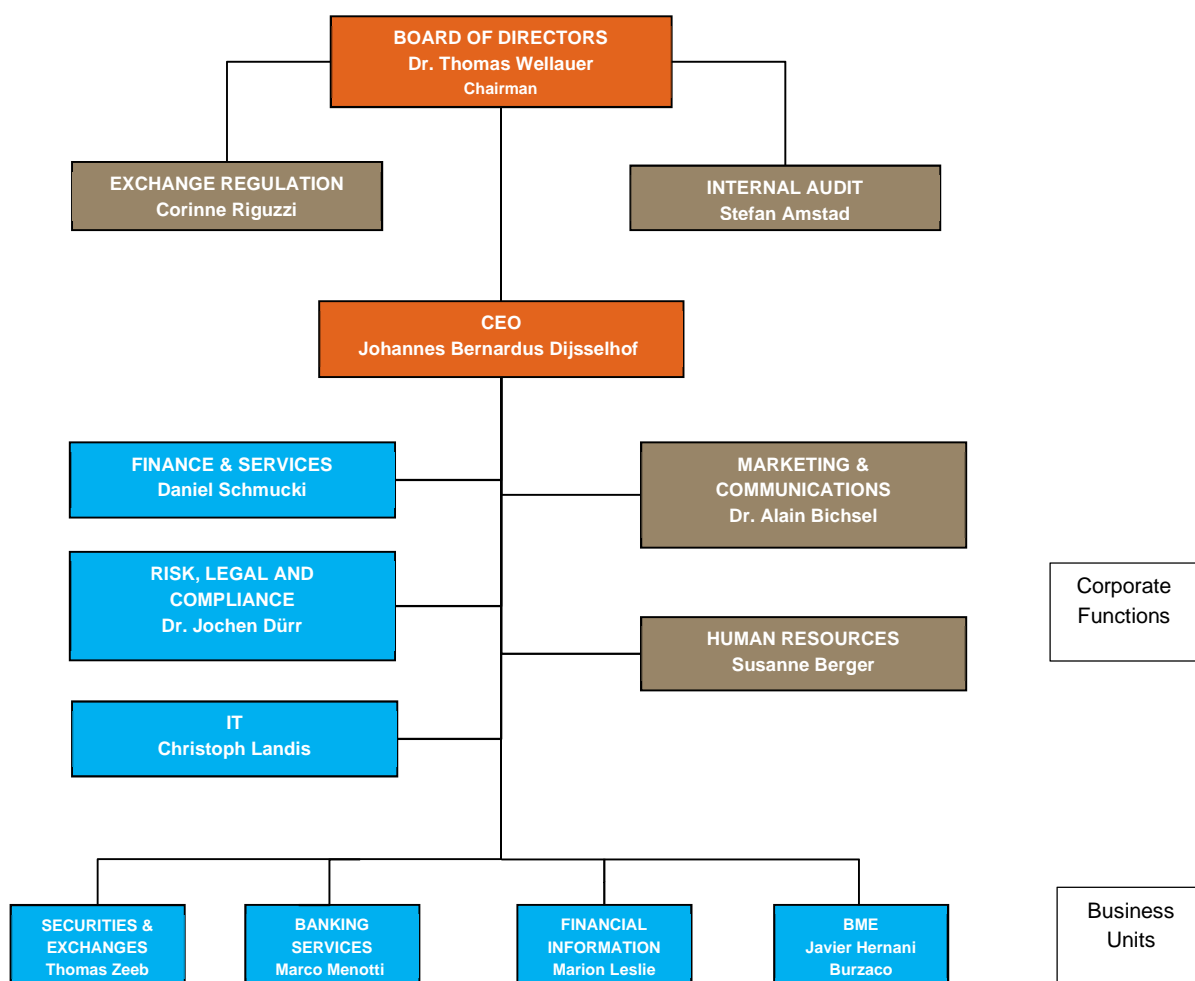 BOARD OF DIRECTORS
Dr. Thomas Wellauer
Chairman
EXCHANGE REGULATION
Corinne Riguzzi
INTERNAL AUDIT
Stefan Amstad
CEO
Johannes Bernardus Dijsselhof
FINANCE & SERVICES
Daniel Schmucki
MARKETING &
COMMUNICATIONS
Dr. Alain Bichsel
RISK, LEGAL AND
COMPLIANCE
Dr. Jochen Dürr
Corporate
Functions
HUMAN RESOURCES
Susanne Berger
IT
Christoph Landis
SECURITIES &
EXCHANGES
Thomas Zeeb
BANKING
SERVICES
Marco Menotti
FINANCIAL
INFORMATION
Marion Leslie
BME
Javier Hernani
Burzaco
Business
Units